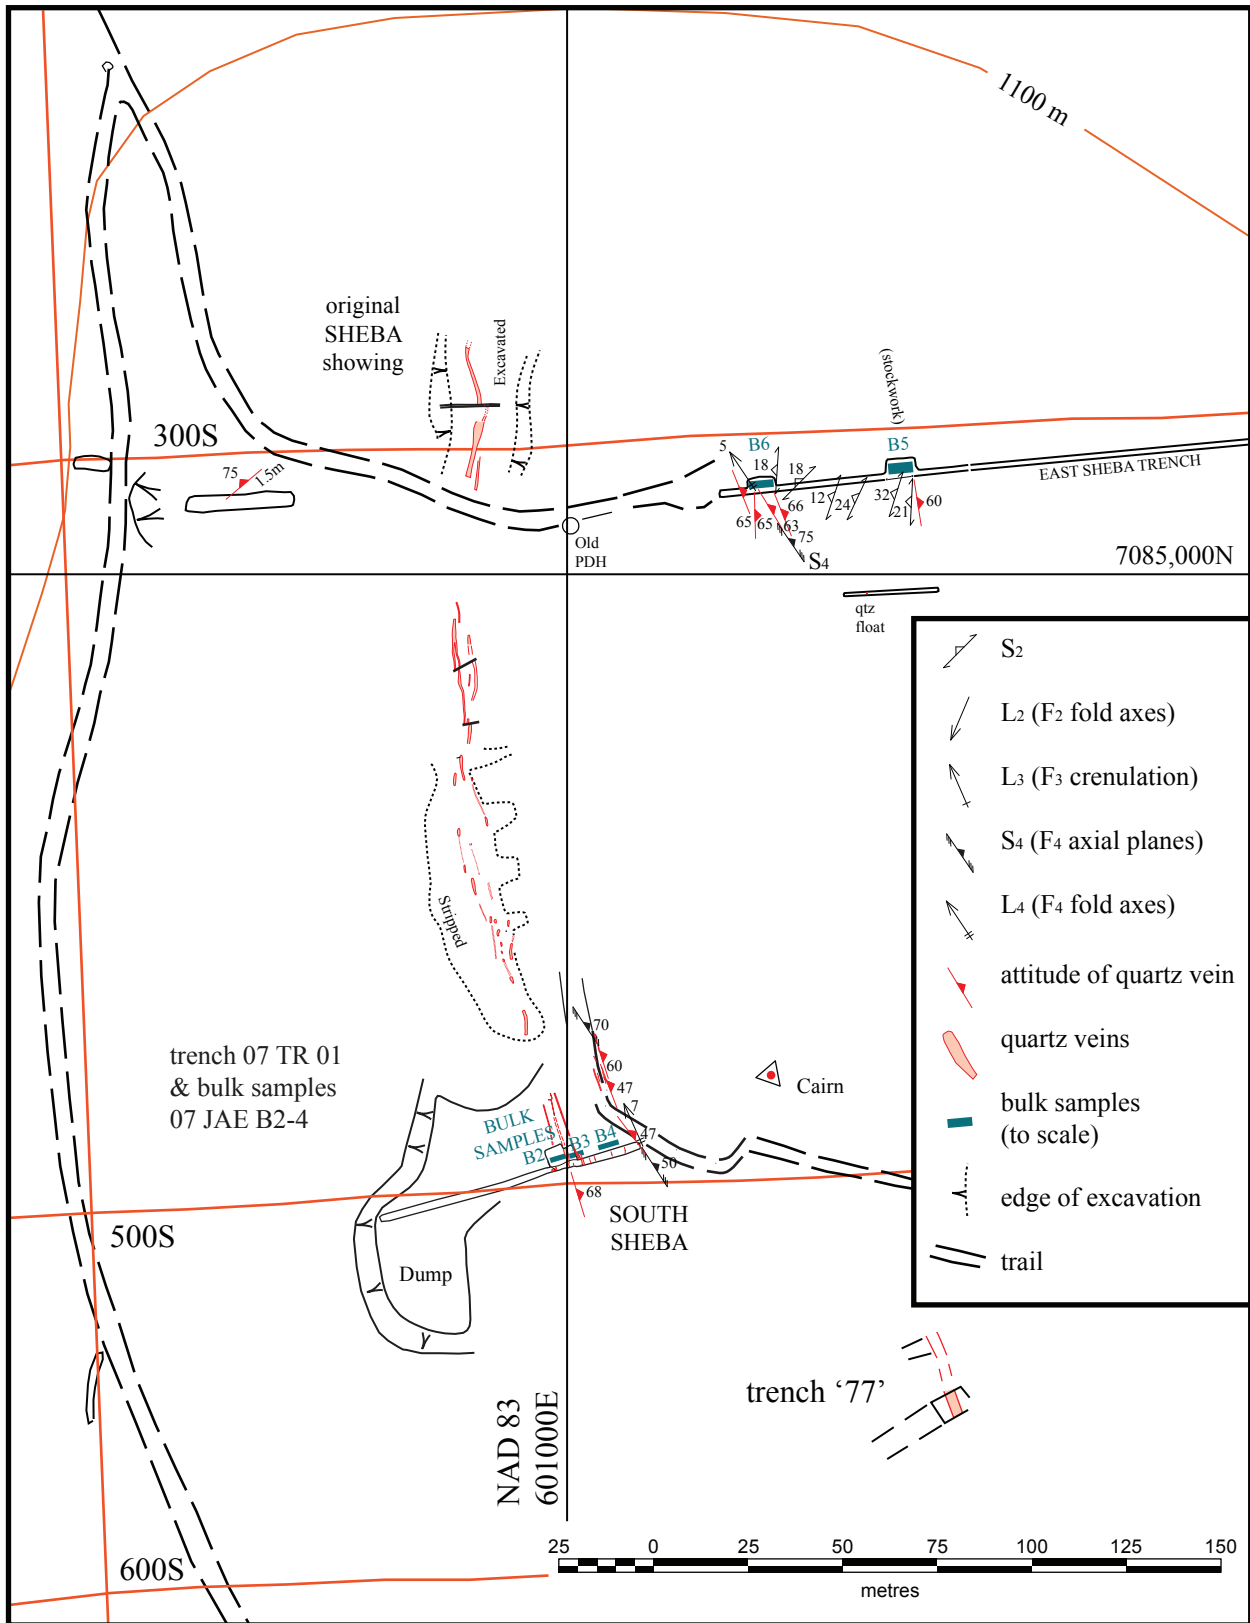 1100 m
original
SHEBA
showing
Excavated
(stockwork)
300S
75
1.5m
5
B6
B5
18
18
12
24
32
21
60
65
65
63
66
75
S4
EAST SHEBA TRENCH
Old
PDH
7085,000N
qtz
float
S2
L2 (F2 fold axes)
L3 (F3 crenulation)
S4 (F4 axial planes)
L4 (F4 fold axes)
attitude of quartz vein
quartz veins
bulk samples
(to scale)
edge of excavation
trail
Stripped
trench 07 TR 01
& bulk samples
07 JAE B2-4
70
60
47
7
47
50
68
Cairn
BULK
SAMPLES
B2
B3
B4
SOUTH
SHEBA
500S
Dump
NAD 83
601000E
trench ‘77’
600S
25 0 25 50 75 100 125 150
metres